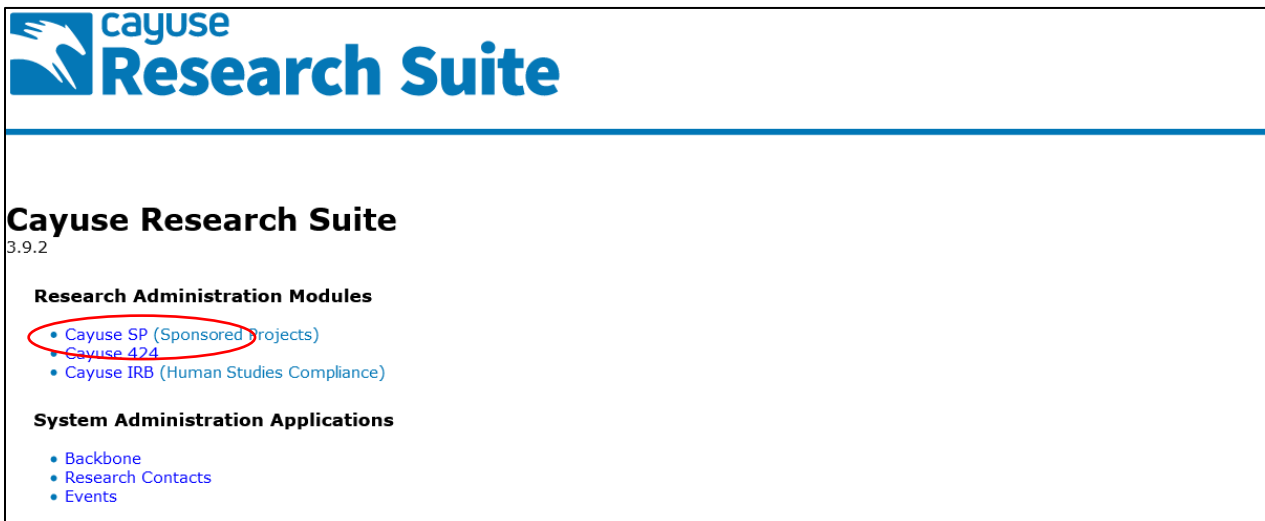 cayuse
Research Suite
Cayuse Research Suite
3.9.2
Research Administration Modules
• Cayuse SP (Sponsored Projects)
• Cayuse 424
• Cayuse IRB (Human Studies Compliance)
System Administration Applications
• Backbone
• Research Contacts
• Events